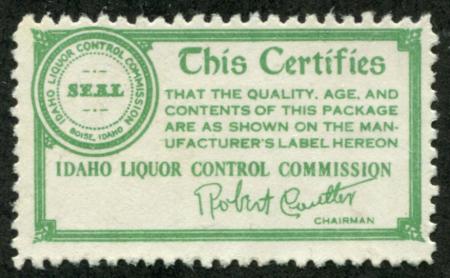 IDAHO LIQUOR CONTROL COMMISSION
SEAL
BOISE, IDAHO
This Certifies
THAT THE QUALITY, AGE, AND
CONTENTS OF THIS PACKAGE
ARE AS SHOWN ON THE MAN-
UFACTURER'S LABEL HEREON
IDAHO LIQUOR CONTROL COMMISSION
Robert Coulter
CHAIRMAN